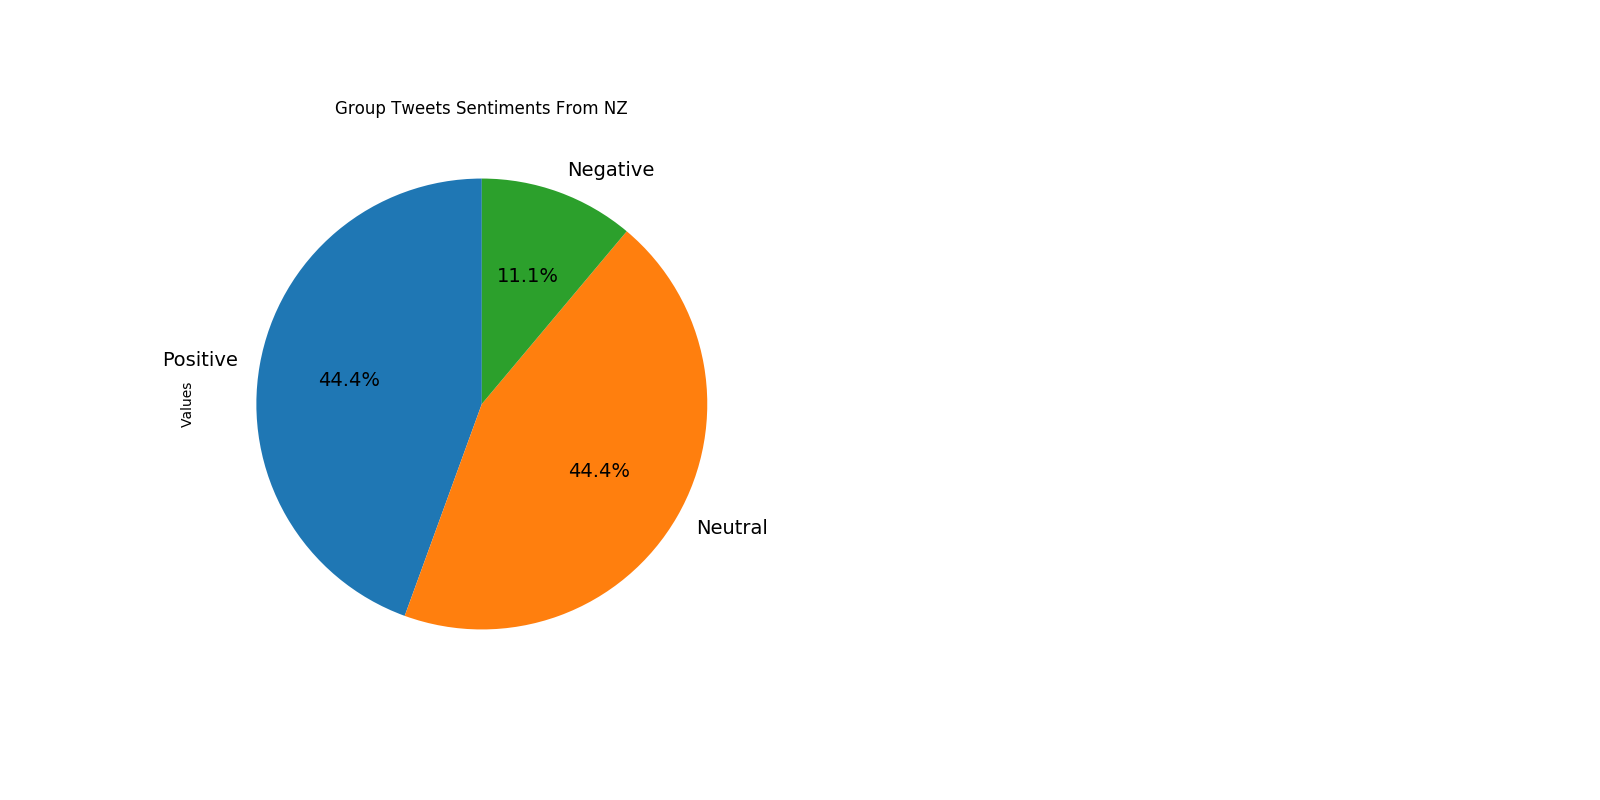 Group Tweets Sentiments From NZ
Negative
11.1%
Positive
44.4%
Values
44.4%
Neutral